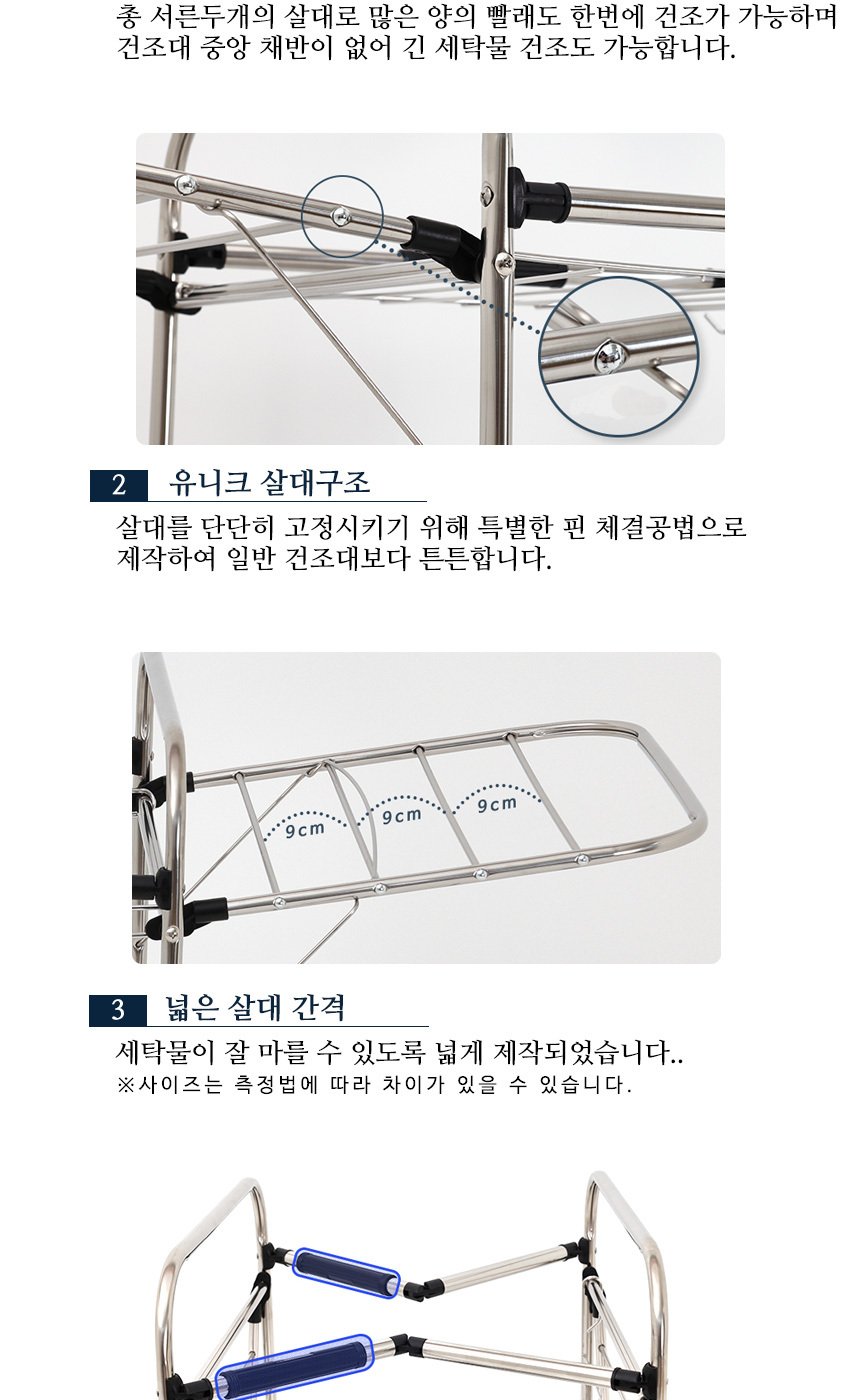 총 서른두개의 살대로 많은 양의 빨래도 한번에 건조가 가능하며
건조대 중앙 채반이 없어 긴 세탁물 건조도 가능합니다.
2 유니크 살대구조
살대를 단단히 고정시키기 위해 특별한 핀 체결공법으로
제작하여 일반 건조대보다 튼튼합니다.
9cm 9cm 9cm
3 넓은 살대 간격
세탁물이 잘 마를 수 있도록 넓게 제작되었습니다..
※사이즈는 측정법에 따라 차이가 있을 수 있습니다.